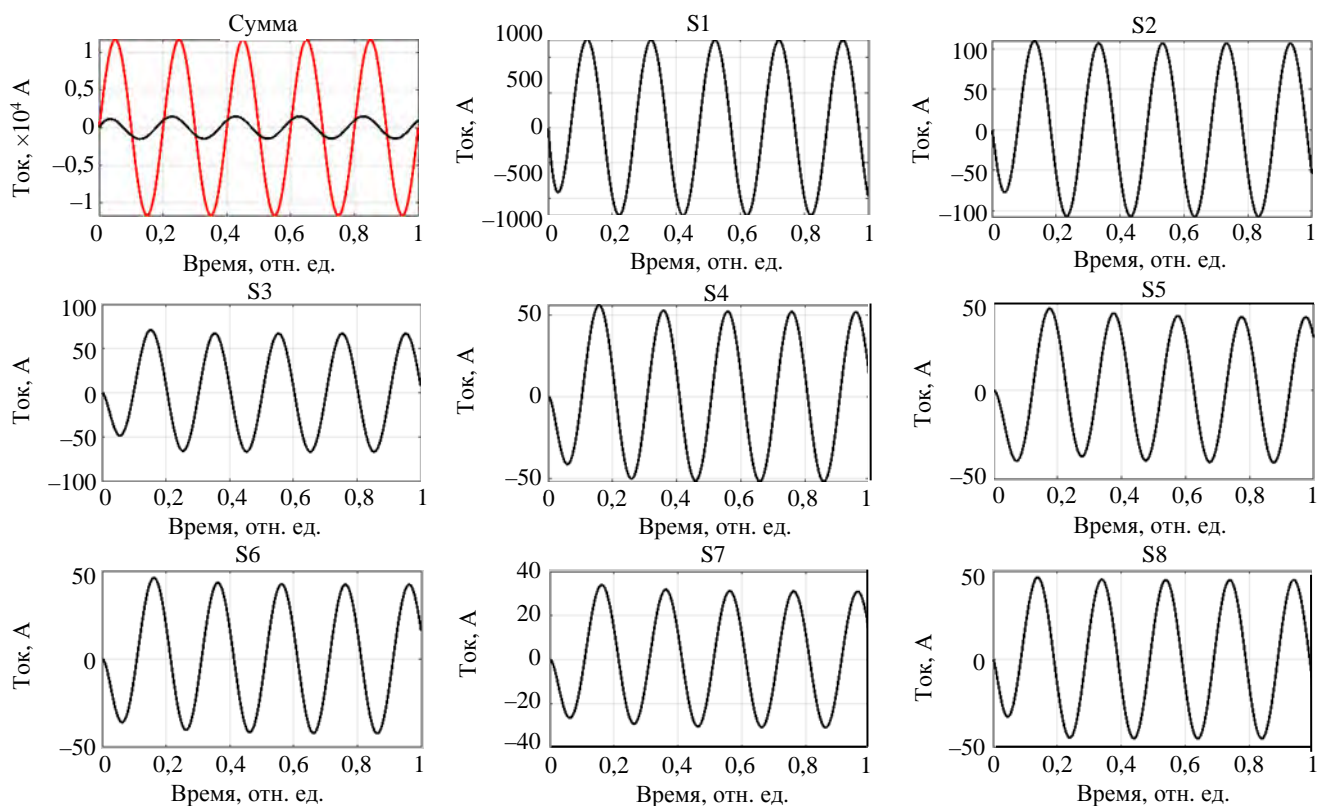 Сумма
Ток, ×10⁴ А
1
0,5
0
–0,5
–1
0 0,2 0,4 0,6 0,8 1
Время, отн. ед.
S1
Ток, А
1000
500
0
–500
–1000
0 0,2 0,4 0,6 0,8 1
Время, отн. ед.
S2
Ток, А
100
50
0
–50
–100
0 0,2 0,4 0,6 0,8 1
Время, отн. ед.
S3
Ток, А
100
50
0
–50
–100
0 0,2 0,4 0,6 0,8 1
Время, отн. ед.
S4
Ток, А
50
0
–50
0 0,2 0,4 0,6 0,8 1
Время, отн. ед.
S5
Ток, А
50
0
–50
0 0,2 0,4 0,6 0,8 1
Время, отн. ед.
S6
Ток, А
50
0
–50
0 0,2 0,4 0,6 0,8 1
Время, отн. ед.
S7
Ток, А
40
20
0
–20
–40
0 0,2 0,4 0,6 0,8 1
Время, отн. ед.
S8
Ток, А
50
0
–50
0 0,2 0,4 0,6 0,8 1
Время, отн. ед.